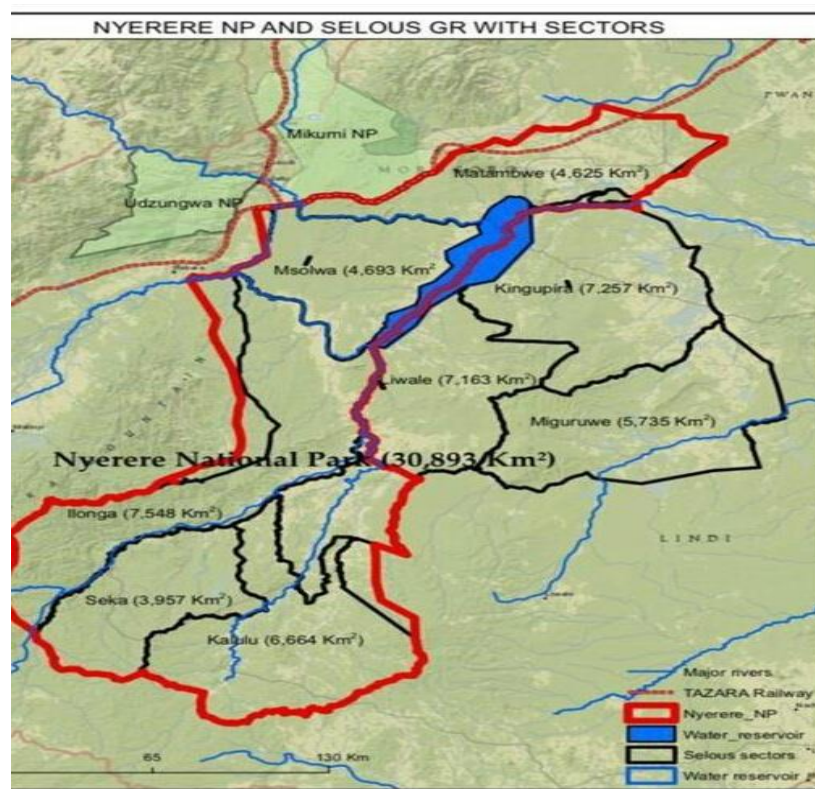 NYERERE NP AND SELOUS GR WITH SECTORS
Mikumi NP
Matambwe (4,625 Km²)
Udzungwa NP
Msolwa (4,693 Km²
Kingupira (7,257 Km²)
Liwale (7,163 Km²)
Miguruwe (5,735 Km²)
Nyerere National Park (30,893 Km²)
Ilonga (7,548 Km²)
LINDI
Seka (3,957 Km²)
Kalulu (6,664 Km²)
Major rivers
TAZARA Railway
Nyerere_NP
Water_reservoir
65
130 Km
Selous sectors
Water reservoir